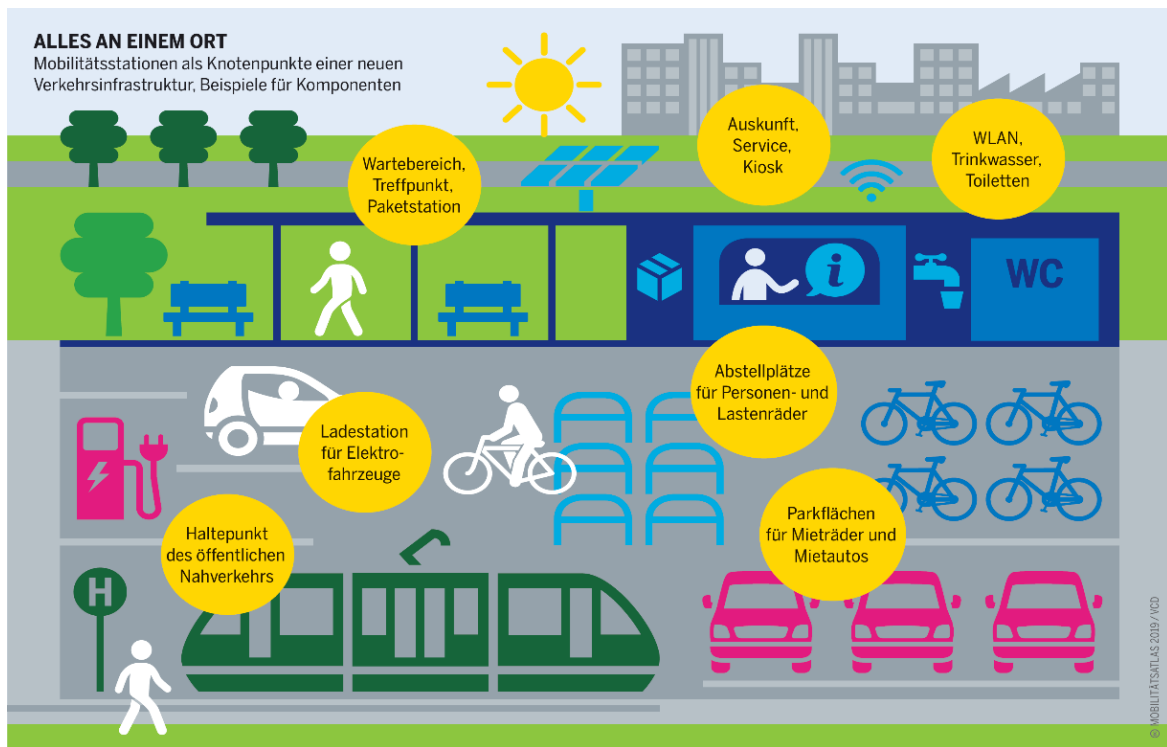 ALLES AN EINEM ORT
Mobilitätsstationen als Knotenpunkte einer neuen
Verkehrsinfrastruktur, Beispiele für Komponenten
Wartebereich,
Treffpunkt,
Paketstation
Auskunft,
Service,
Kiosk
WLAN,
Trinkwasser,
Toiletten
i
WC
Abstellplätze
für Personen- und
Lastenräder
Ladestation
für Elektro-
fahrzeuge
Parkflächen
für Mieträder und
Mietautos
Haltepunkt
des öffentlichen
Nahverkehrs
H
© MOBILITÄTSATLAS 2019 / VCD